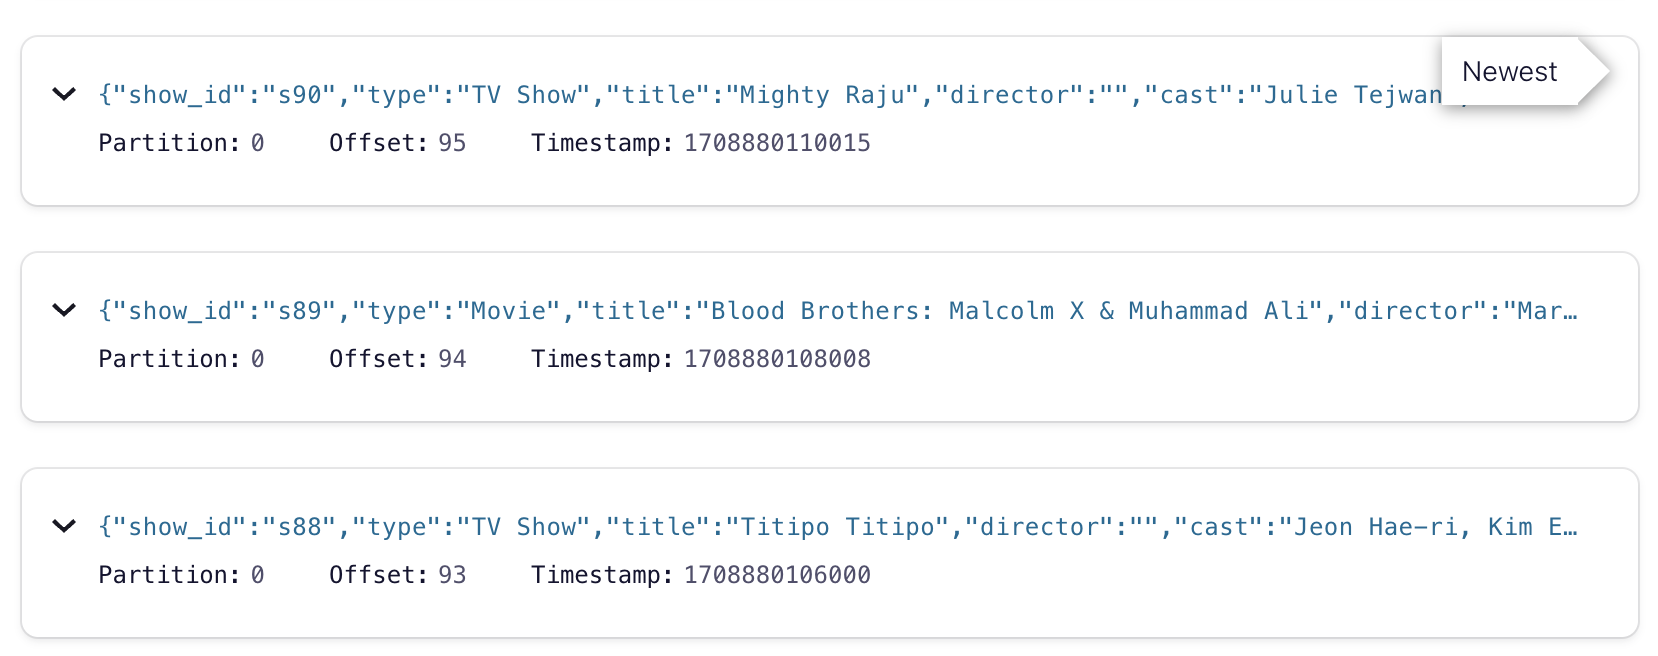 Newest
{"show_id":"s90","type":"TV Show","title":"Mighty Raju","director":"","cast":"Julie Tejwan
Partition: 0 Offset: 95 Timestamp: 1708880110015
{"show_id":"s89","type":"Movie","title":"Blood Brothers: Malcolm X & Muhammad Ali","director":"Mar…
Partition: 0 Offset: 94 Timestamp: 1708880108008
{"show_id":"s88","type":"TV Show","title":"Titipo Titipo","director":"","cast":"Jeon Hae-ri, Kim E…
Partition: 0 Offset: 93 Timestamp: 1708880106000